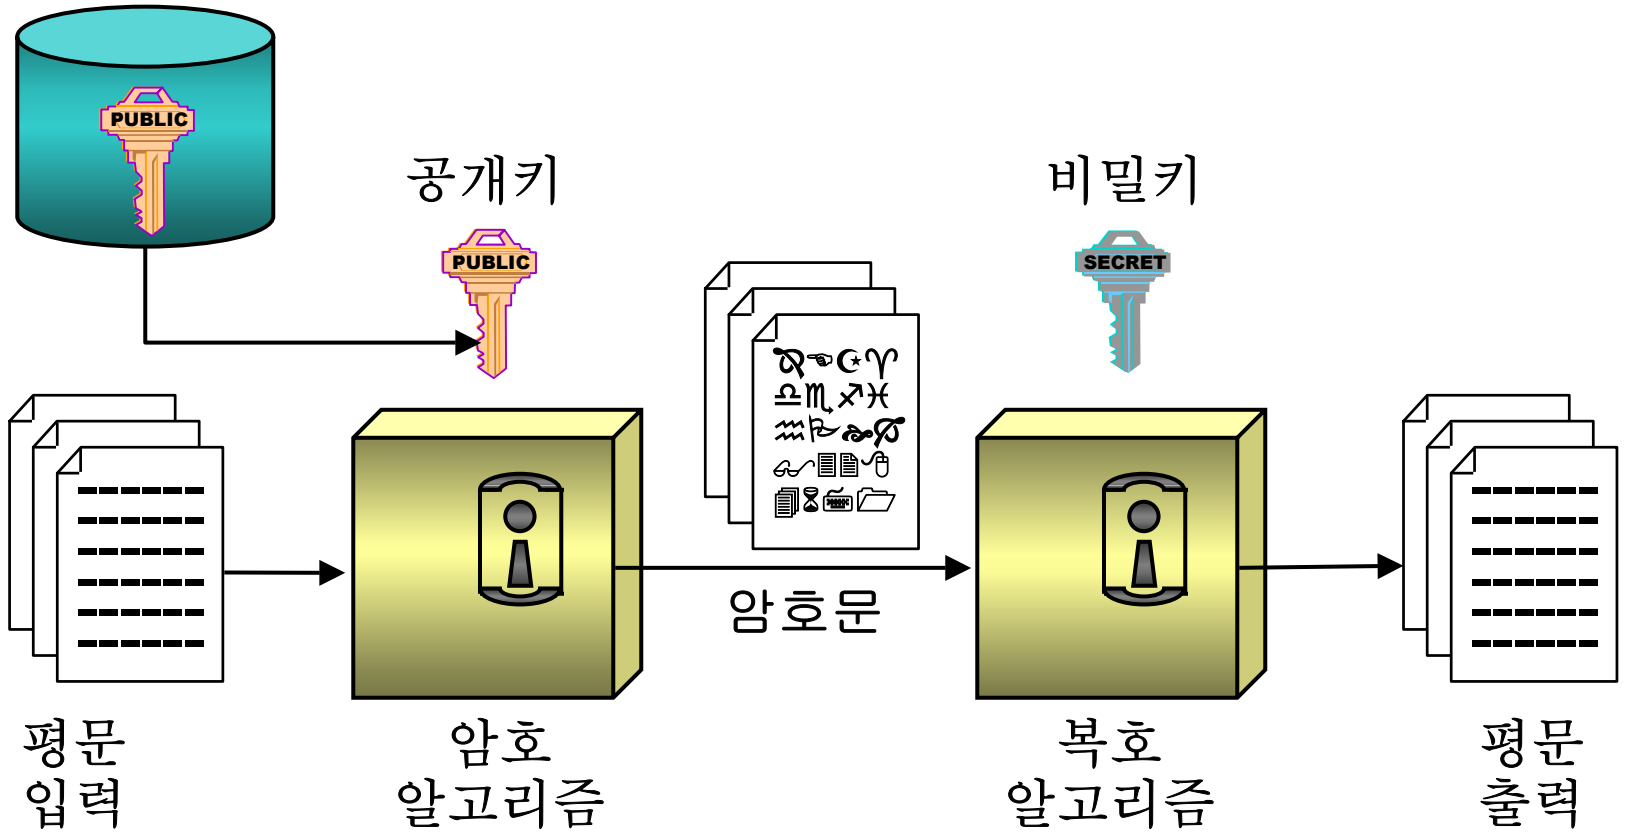 PUBLIC
공개키
비밀키
PUBLIC
SECRET
암호문
평문
입력
암호
알고리즘
복호
알고리즘
평문
출력